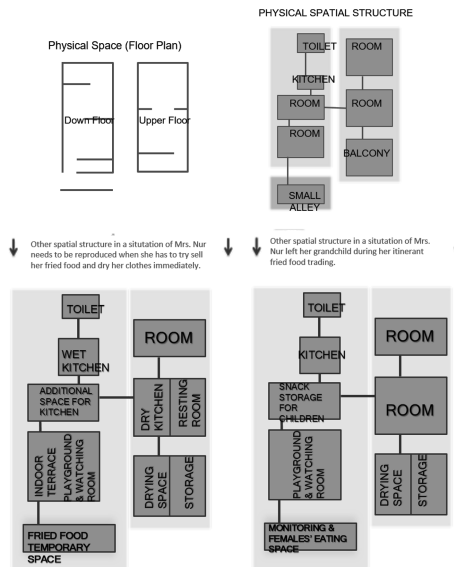 PHYSICAL SPATIAL STRUCTURE
Physical Space (Floor Plan)
Down Floor
Upper Floor
TOILET
ROOM
KITCHEN
ROOM
ROOM
ROOM
BALCONY
SMALL
ALLEY
Other spatial structure in a situtation of Mrs. Nur
needs to be reproduced when she has to try sell
her fried food and dry her clothes immediately.
Other spatial structure in a situtation of Mrs.
Nur left her grandchild during her itinerant
fried food trading.
TOILET
ROOM
WET
KITCHEN
ADDITIONAL
SPACE FOR
KITCHEN
DRY
KITCHEN
RESTING
ROOM
INDOOR
TERRACE
PLAYGROUND
& WATCHING
ROOM
DRYING
SPACE
STORAGE
FRIED FOOD
TEMPORARY
SPACE
TOILET
ROOM
KITCHEN
SNACK
STORAGE
FOR
CHILDREN
ROOM
PLAYGROUND
& WATCHING
ROOM
DRYING
SPACE
STORAGE
MONITORING &
FEMALES' EATING
SPACE